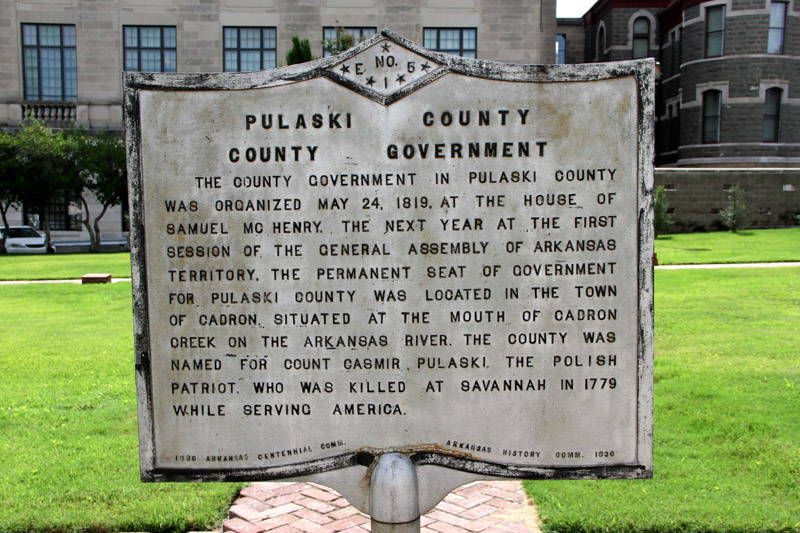 E. NO. 5
1
PULASKI COUNTY
COUNTY GOVERNMENT
THE COUNTY GOVERNMENT IN PULASKI COUNTY
WAS ORGANIZED MAY 24, 1819, AT THE HOUSE OF
SAMUEL MC HENRY. THE NEXT YEAR AT THE FIRST
SESSION OF THE GENERAL ASSEMBLY OF ARKANSAS
TERRITORY, THE PERMANENT SEAT OF GOVERNMENT
FOR PULASKI COUNTY WAS LOCATED IN THE TOWN
OF CADRON, SITUATED AT THE MOUTH OF CADRON
CREEK ON THE ARKANSAS RIVER. THE COUNTY WAS
NAMED FOR COUNT CASMIR PULASKI, THE POLISH
PATRIOT, WHO WAS KILLED AT SAVANNAH IN 1779
WHILE SERVING AMERICA.
1936 ARKANSAS CENTENNIAL COMM. ARKANSAS HISTORY COMM. 1936